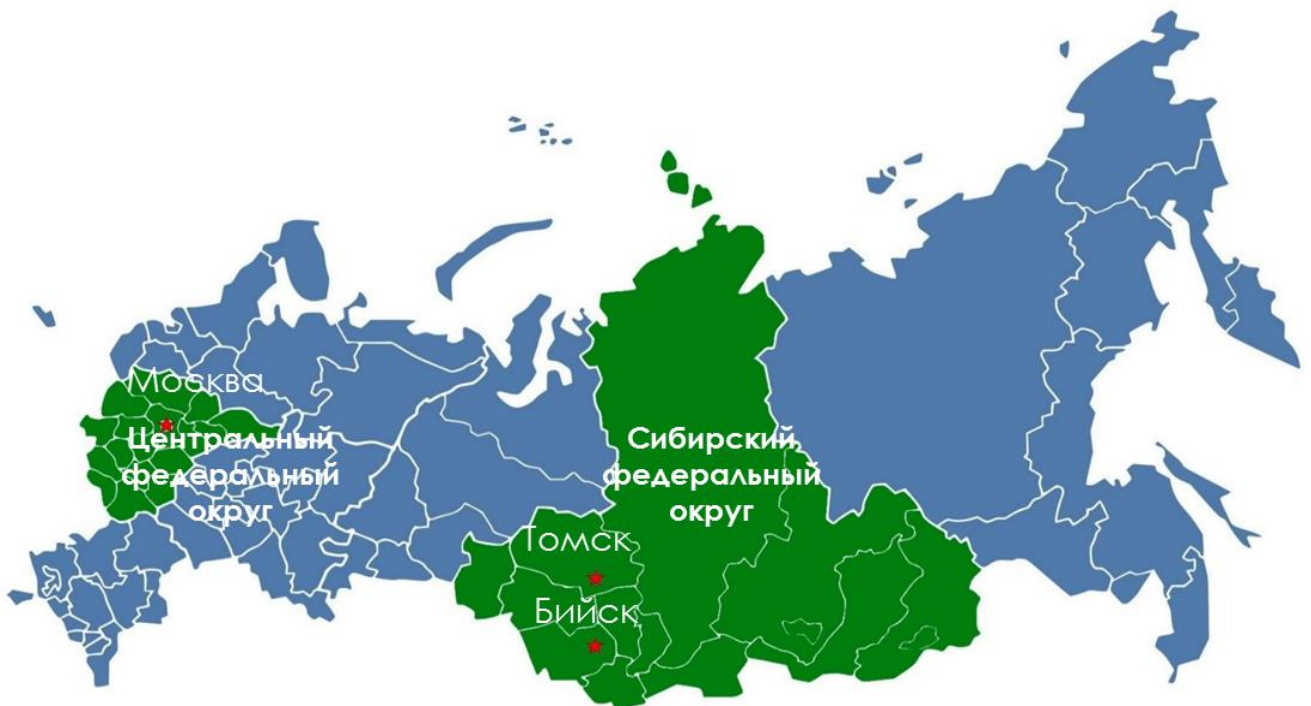 Москва
Центральный
федеральный
округ
Сибирский
федеральный
округ
Томск
Бийск